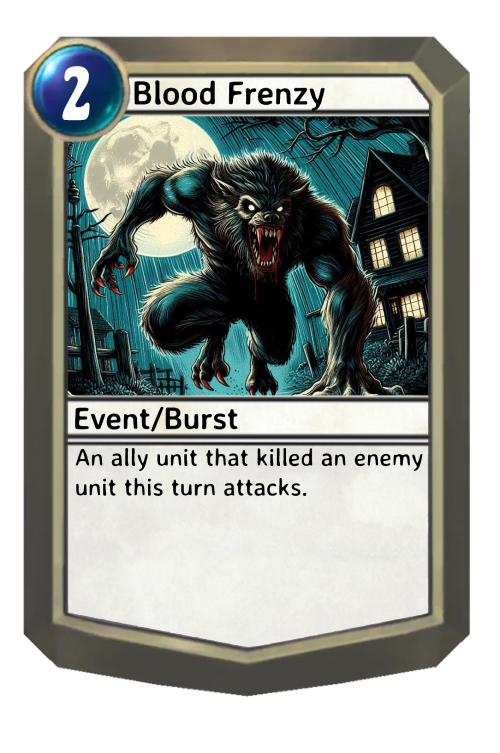 2
Blood Frenzy
Event/Burst
An ally unit that killed an enemy
unit this turn attacks.